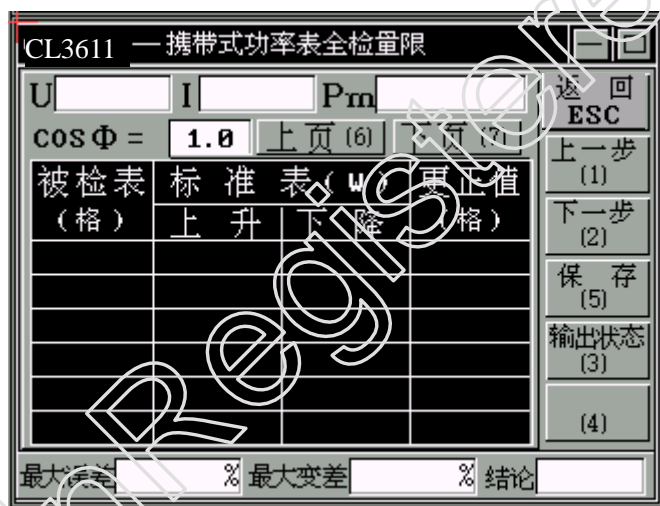 CL3611 — 携带式功率表全检量限
U I Pm
返 回
ESC
COSΦ = 1.0 上页(6) 下页(7)
上一步
(1)
被检表 标 准 表(W) 更正值
(格) 上 升 下 降 (格)
下一步
(2)
保 存
(5)
输出状态
(3)
(4)
最大误差 % 最大变差 % 结论
nRegistere